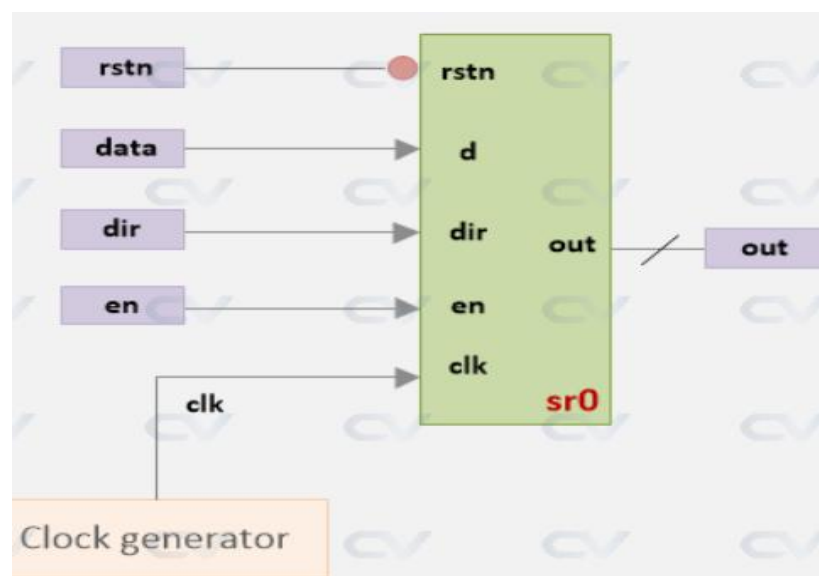 rstn
rstn
data
d
dir
dir
out
out
en
en
clk
clk
sr0
Clock generator